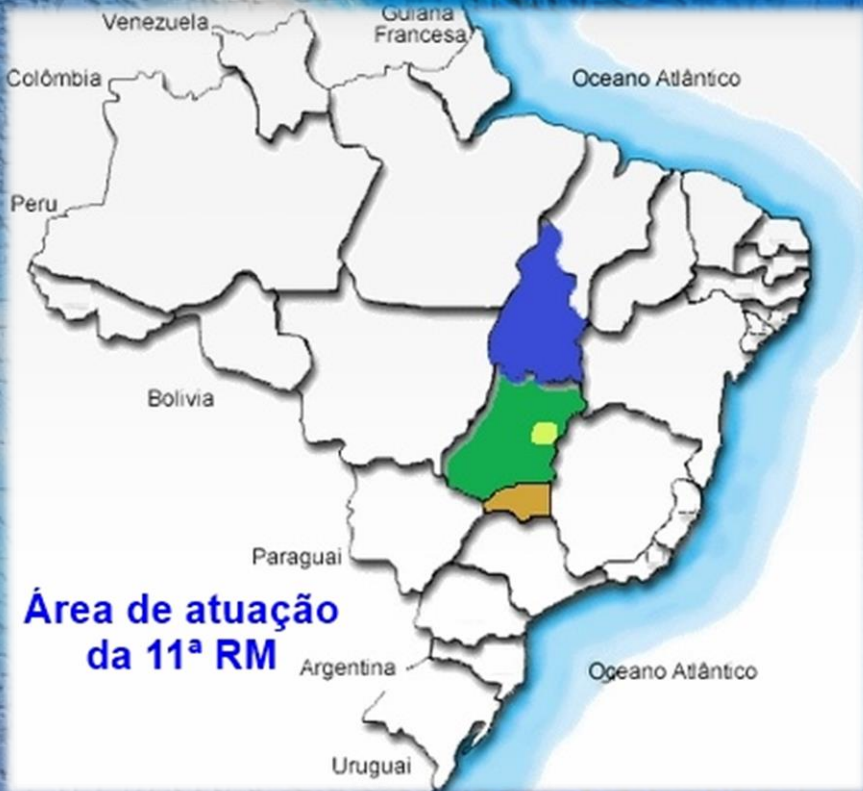 Venezuela
Guiana
Francesa
Colômbia
Oceano Atlântico
Peru
Bolivia
Paraguai
Área de atuação
da 11ª RM
Argentina
Oceano Atlântico
Uruguai